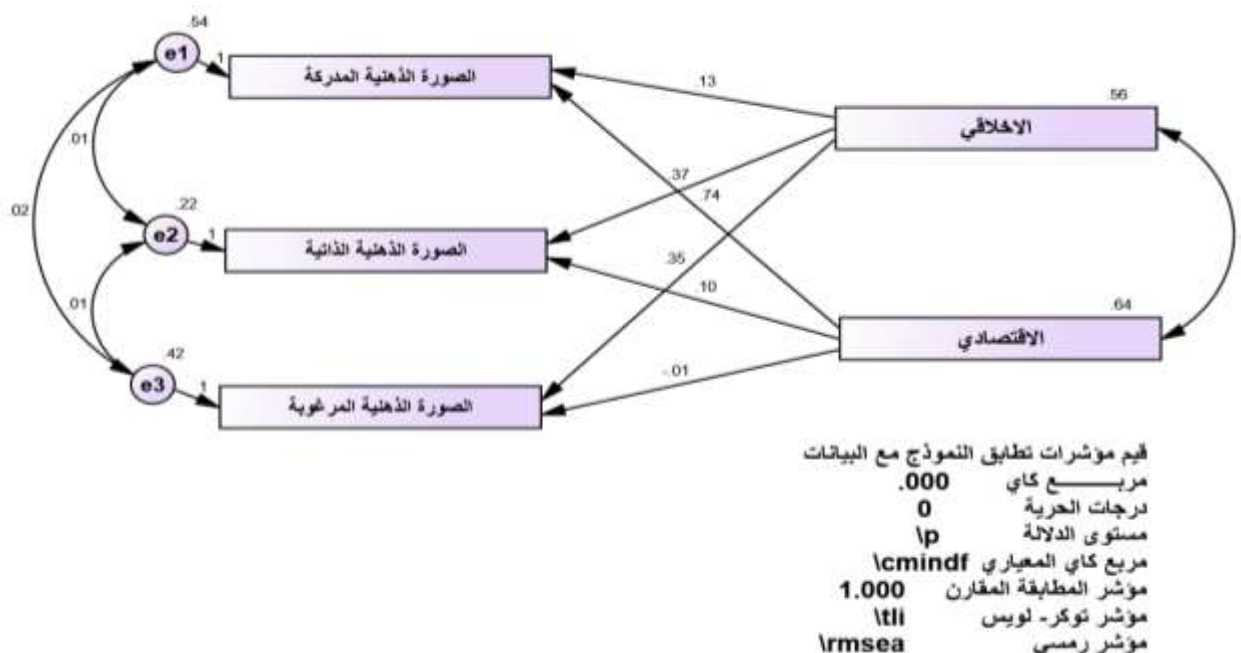 .54
e1
1
الصورة الذهنية المدركة
.13
.56
الاخلاقي
.01
.37
.74
.02
.22
e2
1
الصورة الذهنية الذاتية
.35
.10
.01
.64
الاقتصادي
.42
e3
1
-.01
الصورة الذهنية المرغوبة
قيم مؤشرات تطابق النموذج مع البيانات
مربـــــــع كاي .000
درجات الحرية 0
مستوى الدلالة \p
مربع كاي المعياري \cmindf
مؤشر المطابقة المقارن 1.000
مؤشر توكر- لويس \tli
مؤشر رمسي \rmsea